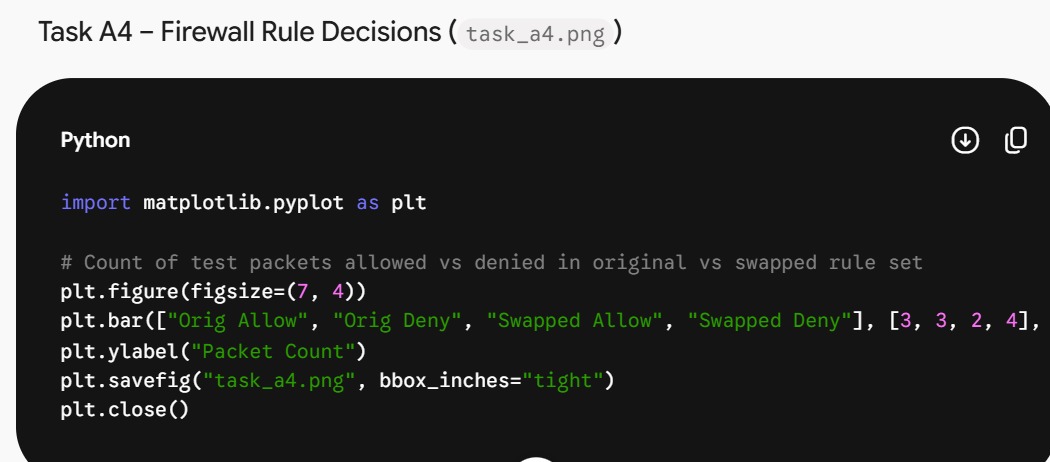 Task A4 – Firewall Rule Decisions (task_a4.png)
Python
import matplotlib.pyplot as plt
# Count of test packets allowed vs denied in original vs swapped rule set
plt.figure(figsize=(7, 4))
plt.bar(["Orig Allow", "Orig Deny", "Swapped Allow", "Swapped Deny"], [3, 3, 2, 4],
plt.ylabel("Packet Count")
plt.savefig("task_a4.png", bbox_inches="tight")
plt.close()